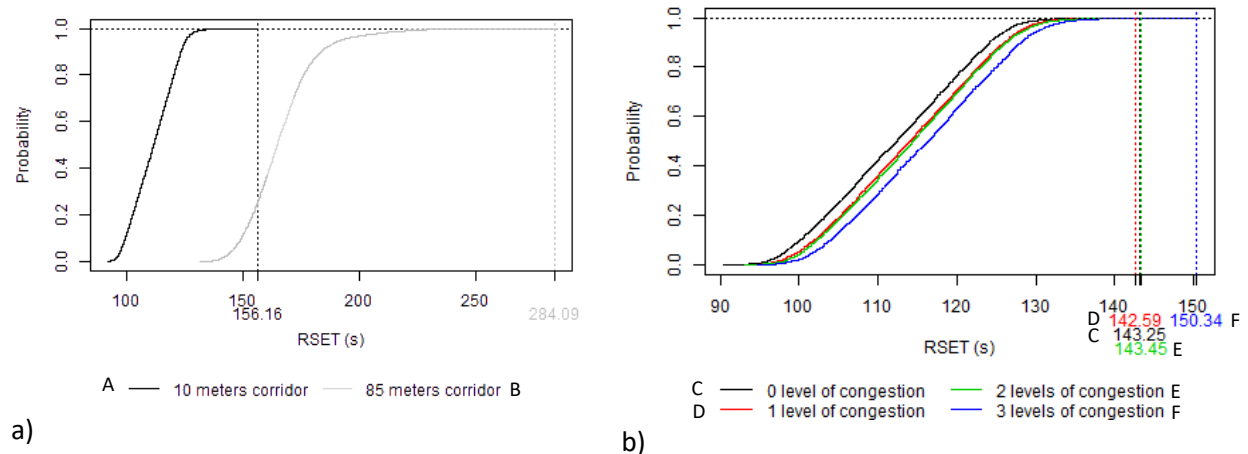 1.0
0.8
0.6
0.4
0.2
0.0
Probability
100 150 200 250
156.16 284.09
RSET (s)
A 10 meters corridor 85 meters corridor B
a)
1.0
0.8
0.6
0.4
0.2
0.0
Probability
90 100 110 120 130 140 150
D 142.59 150.34 F
C 143.25
RSET (s)
143.45 E
C 0 level of congestion 2 levels of congestion E
D 1 level of congestion 3 levels of congestion F
b)